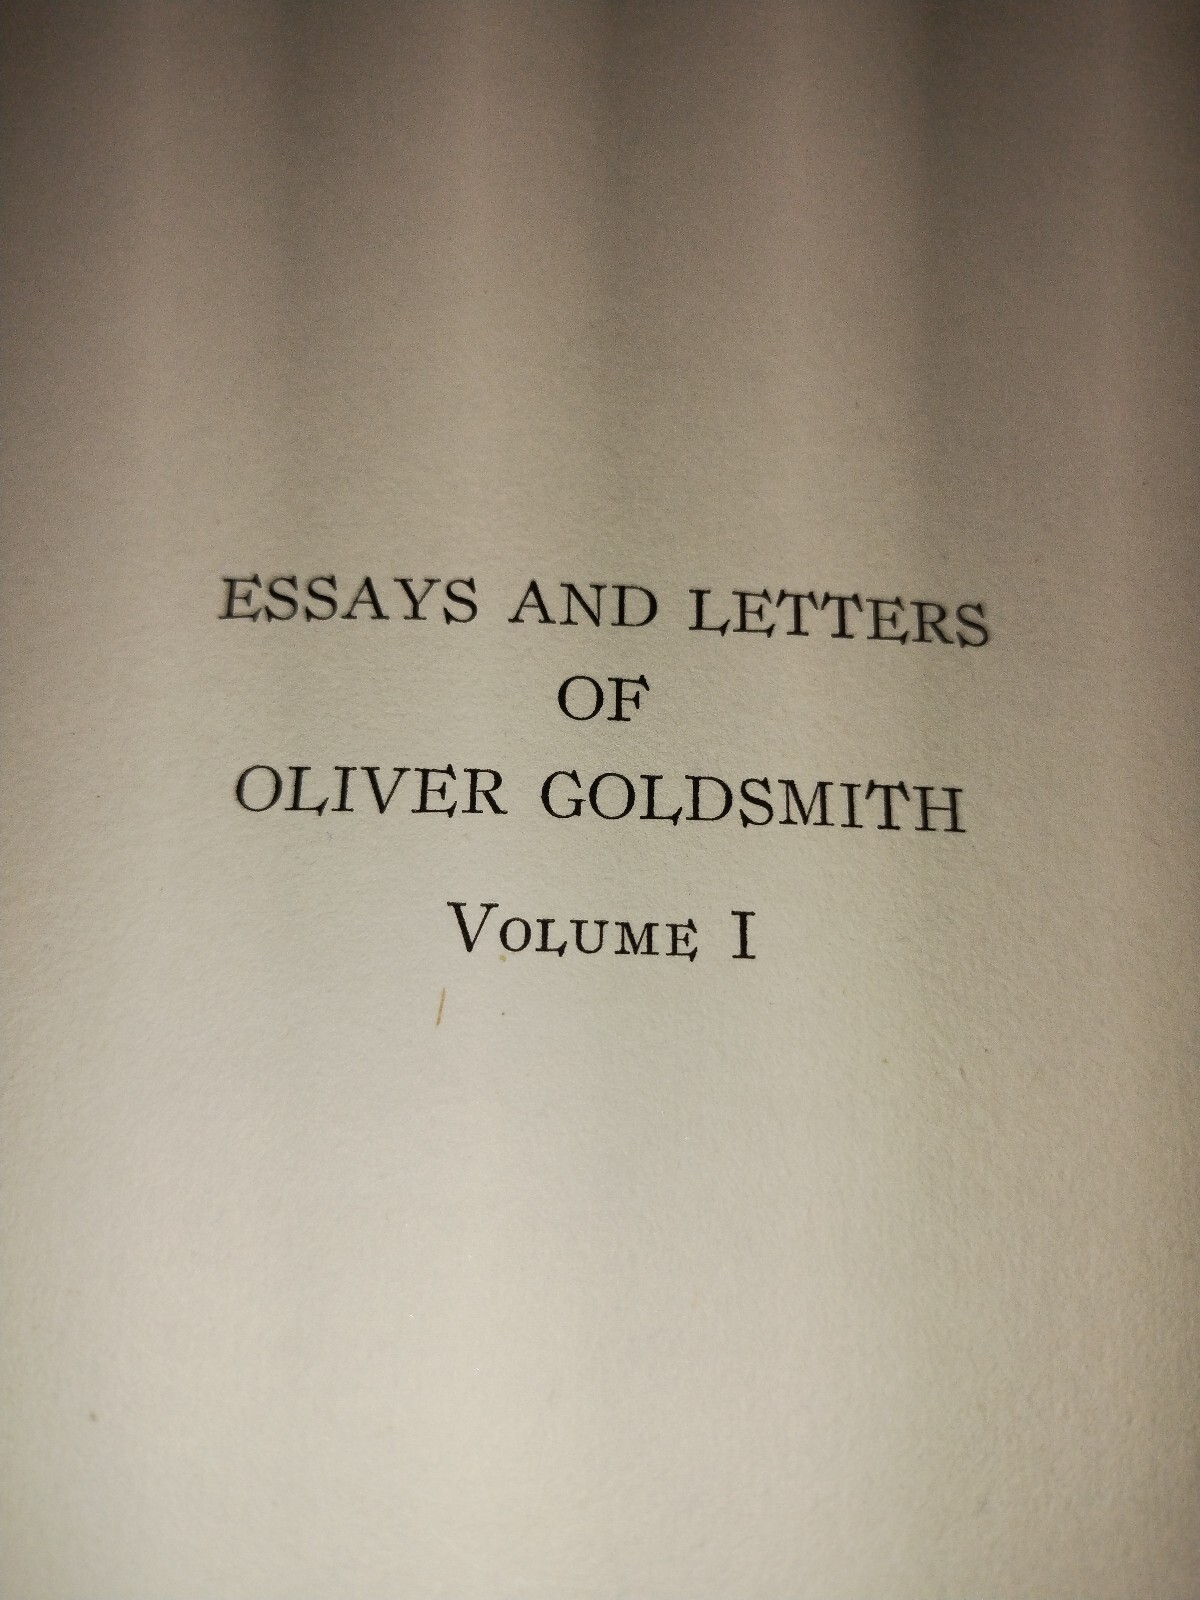 ESSAYS AND LETTERS
OF
OLIVER GOLDSMITH
VOLUME I